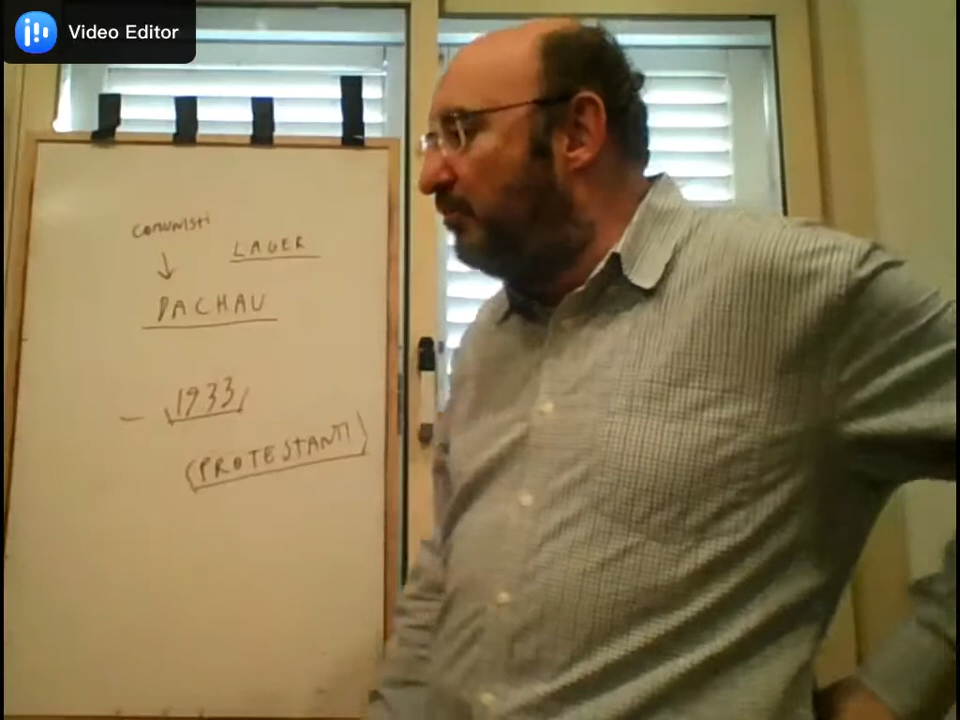 Video Editor
COMUNISTI
LAGER
DACHAU
- 1933
(PROTESTANTI)